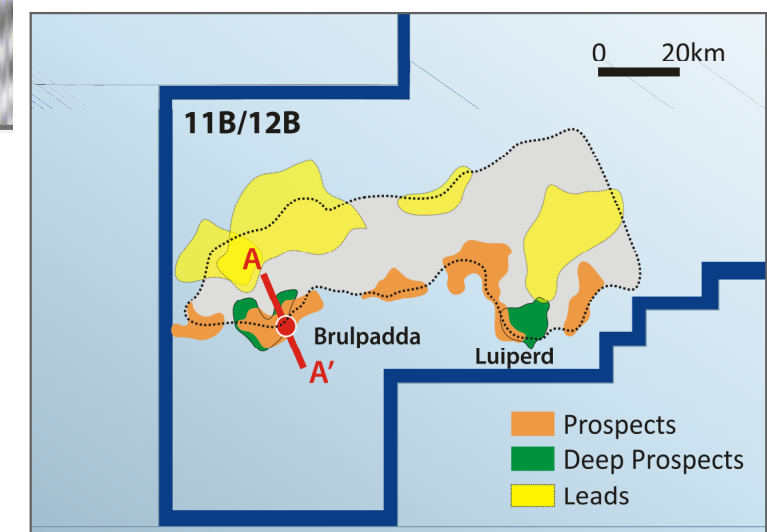 0 20km
11B/12B
A
Brulpadda
Luiperd
A'
Prospects
Deep Prospects
Leads